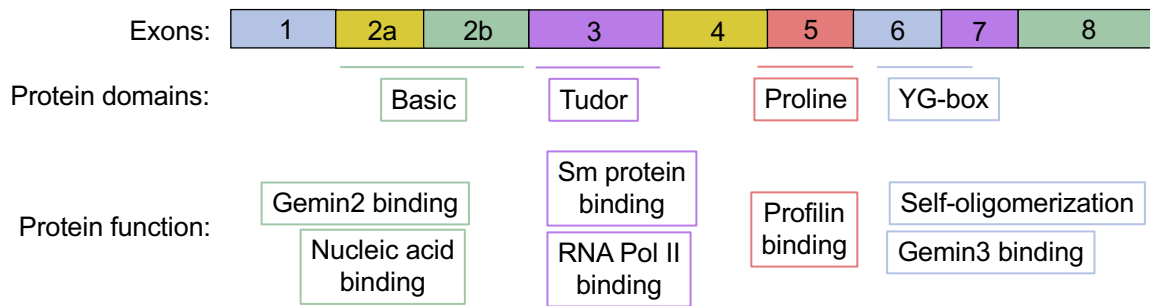 Exons: 1 2a 2b 3 4 5 6 7 8
Protein domains: Basic Tudor Proline YG-box
Protein function:
Gemin2 binding
Nucleic acid
binding
Sm protein
binding
RNA Pol II
binding
Profilin
binding
Self-oligomerization
Gemin3 binding